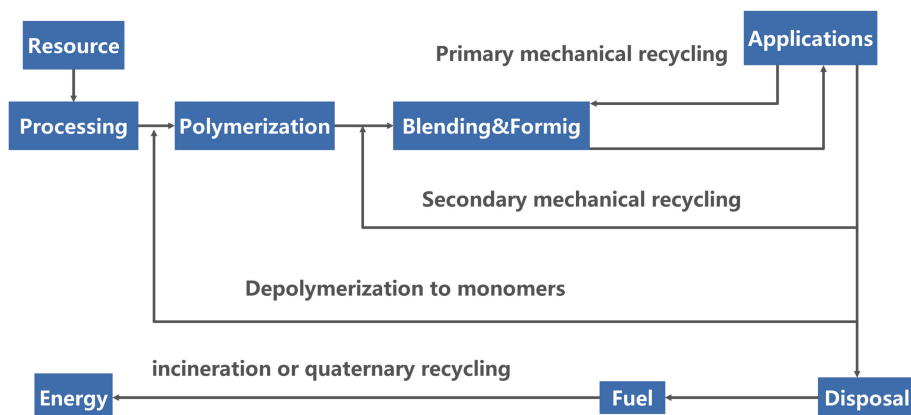 Resource
Primary mechanical recycling
Applications
Processing
Polymerization
Blending&Formig
Secondary mechanical recycling
Depolymerization to monomers
incineration or quaternary recycling
Energy
Fuel
Disposal